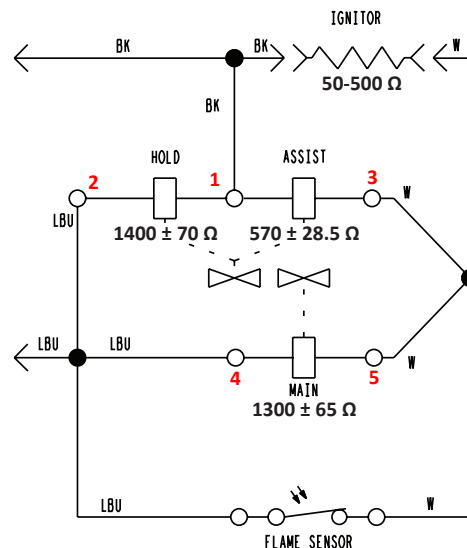 IGNITOR
BK BK W
50-500 Ω
BK
HOLD ASSIST
2 1 3
W
LBU
1400 ± 70 Ω 570 ± 28.5 Ω
LBU LBU W
4 5
MAIN
1300 ± 65 Ω
LBU W
FLAME SENSOR